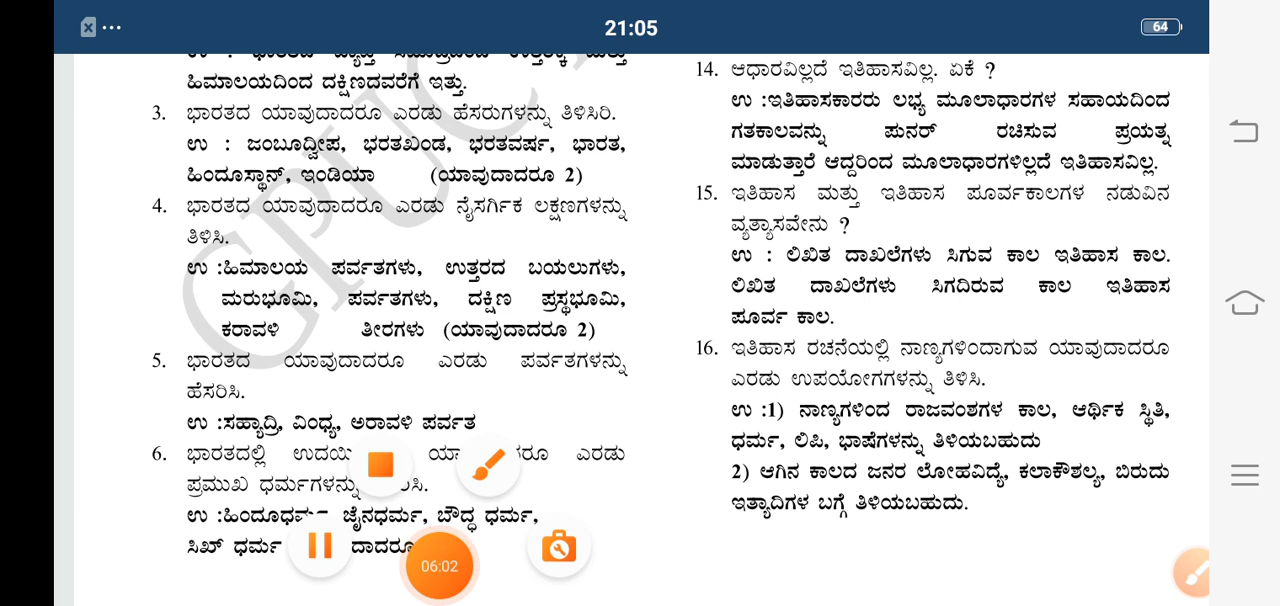 21:05
64
ಹಿಮಾಲಯದಿಂದ ದಕ್ಷಿಣದವರೆಗೆ ಇತ್ತು.
3. ಭಾರತದ ಯಾವುದಾದರೂ ಎರಡು ಹೆಸರುಗಳನ್ನು ತಿಳಿಸಿರಿ.
ಉ : ಜಂಬೂದ್ವೀಪ, ಭರತಖಂಡ, ಭರತವರ್ಷ, ಭಾರತ,
ಹಿಂದೂಸ್ಥಾನ್, ಇಂಡಿಯಾ (ಯಾವುದಾದರೂ 2)
4. ಭಾರತದ ಯಾವುದಾದರೂ ಎರಡು ನೈಸರ್ಗಿಕ ಲಕ್ಷಣಗಳನ್ನು
ತಿಳಿಸಿ.
ಉ :ಹಿಮಾಲಯ ಪರ್ವತಗಳು, ಉತ್ತರದ ಬಯಲುಗಳು,
ಮರುಭೂಮಿ, ಪರ್ವತಗಳು, ದಕ್ಷಿಣ ಪ್ರಸ್ಥಭೂಮಿ,
ಕರಾವಳಿ ತೀರಗಳು (ಯಾವುದಾದರೂ 2)
5. ಭಾರತದ ಯಾವುದಾದರೂ ಎರಡು ಪರ್ವತಗಳನ್ನು
ಹೆಸರಿಸಿ.
ಉ :ಸಹ್ಯಾದ್ರಿ, ವಿಂಧ್ಯ, ಅರಾವಳಿ ಪರ್ವತ
6. ಭಾರತದಲ್ಲಿ ಎರಡು
ಪ್ರಮುಖ ಧರ್ಮಗಳನ್ನು
ಉ :ಹಿಂದೂಧರ್ಮ, ಜೈನಧರ್ಮ, ಬೌದ್ಧ ಧರ್ಮ,
ಸಿಖ್ ಧರ್ಮ
06:02
14. ಆಧಾರವಿಲ್ಲದೆ ಇತಿಹಾಸವಿಲ್ಲ. ಏಕೆ ?
ಉ :ಇತಿಹಾಸಕಾರರು ಲಭ್ಯ ಮೂಲಾಧಾರಗಳ ಸಹಾಯದಿಂದ
ಗತಕಾಲವನ್ನು ಪುನರ್ ರಚಿಸುವ ಪ್ರಯತ್ನ
ಮಾಡುತ್ತಾರೆ ಆದ್ದರಿಂದ ಮೂಲಾಧಾರಗಳಿಲ್ಲದೆ ಇತಿಹಾಸವಿಲ್ಲ.
15. ಇತಿಹಾಸ ಮತ್ತು ಇತಿಹಾಸ ಪೂರ್ವಕಾಲಗಳ ನಡುವಿನ
ವ್ಯತ್ಯಾಸವೇನು ?
ಉ : ಲಿಖಿತ ದಾಖಲೆಗಳು ಸಿಗುವ ಕಾಲ ಇತಿಹಾಸ ಕಾಲ.
ಲಿಖಿತ ದಾಖಲೆಗಳು ಸಿಗದಿರುವ ಕಾಲ ಇತಿಹಾಸ
ಪೂರ್ವ ಕಾಲ.
16. ಇತಿಹಾಸ ರಚನೆಯಲ್ಲಿ ನಾಣ್ಯಗಳಿಂದಾಗುವ ಯಾವುದಾದರೂ
ಎರಡು ಉಪಯೋಗಗಳನ್ನು ತಿಳಿಸಿ.
ಉ :1) ನಾಣ್ಯಗಳಿಂದ ರಾಜವಂಶಗಳ ಕಾಲ, ಆರ್ಥಿಕ ಸ್ಥಿತಿ,
ಧರ್ಮ, ಲಿಪಿ, ಭಾಷೆಗಳನ್ನು ತಿಳಿಯಬಹುದು
2) ಆಗಿನ ಕಾಲದ ಜನರ ಲೋಹವಿದ್ಯೆ, ಕಲಾಕೌಶಲ್ಯ, ಬಿರುದು
ಇತ್ಯಾದಿಗಳ ಬಗ್ಗೆ ತಿಳಿಯಬಹುದು.